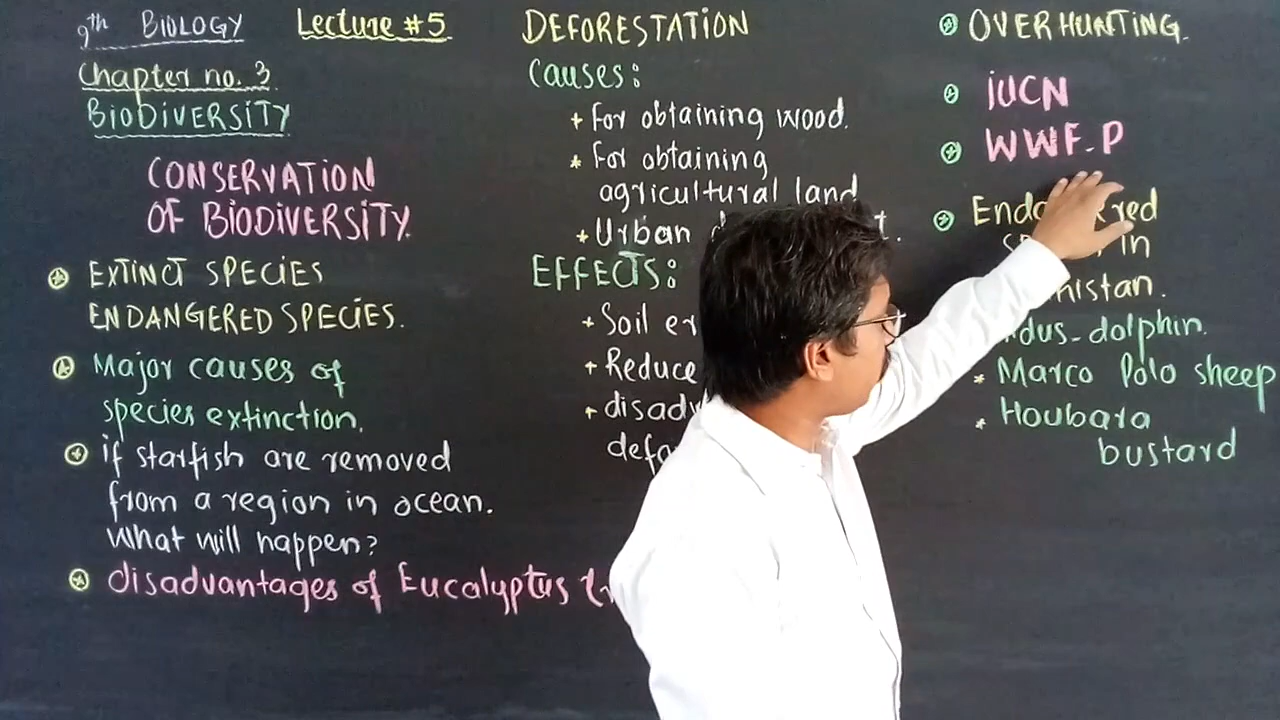 9th BIOLOGY Lecture #5
Chapter no. 3
BIODIVERSITY
CONSERVATION
OF BIODIVERSITY.
EXTINCT SPECIES
ENDANGERED SPECIES.
Major causes of
species extinction.
if starfish are removed
from a region in ocean.
What will happen?
disadvantages of Eucalyptus
DEFORESTATION
Causes:
+ For obtaining wood.
* For obtaining
agricultural land
+ Urban
EFFECTS:
+ Soil
+ Reduce
+
OVERHUNTING.
IUCN
WWF-P
in
dolphin.
* Marco Polo sheep
* Houbara
bustard